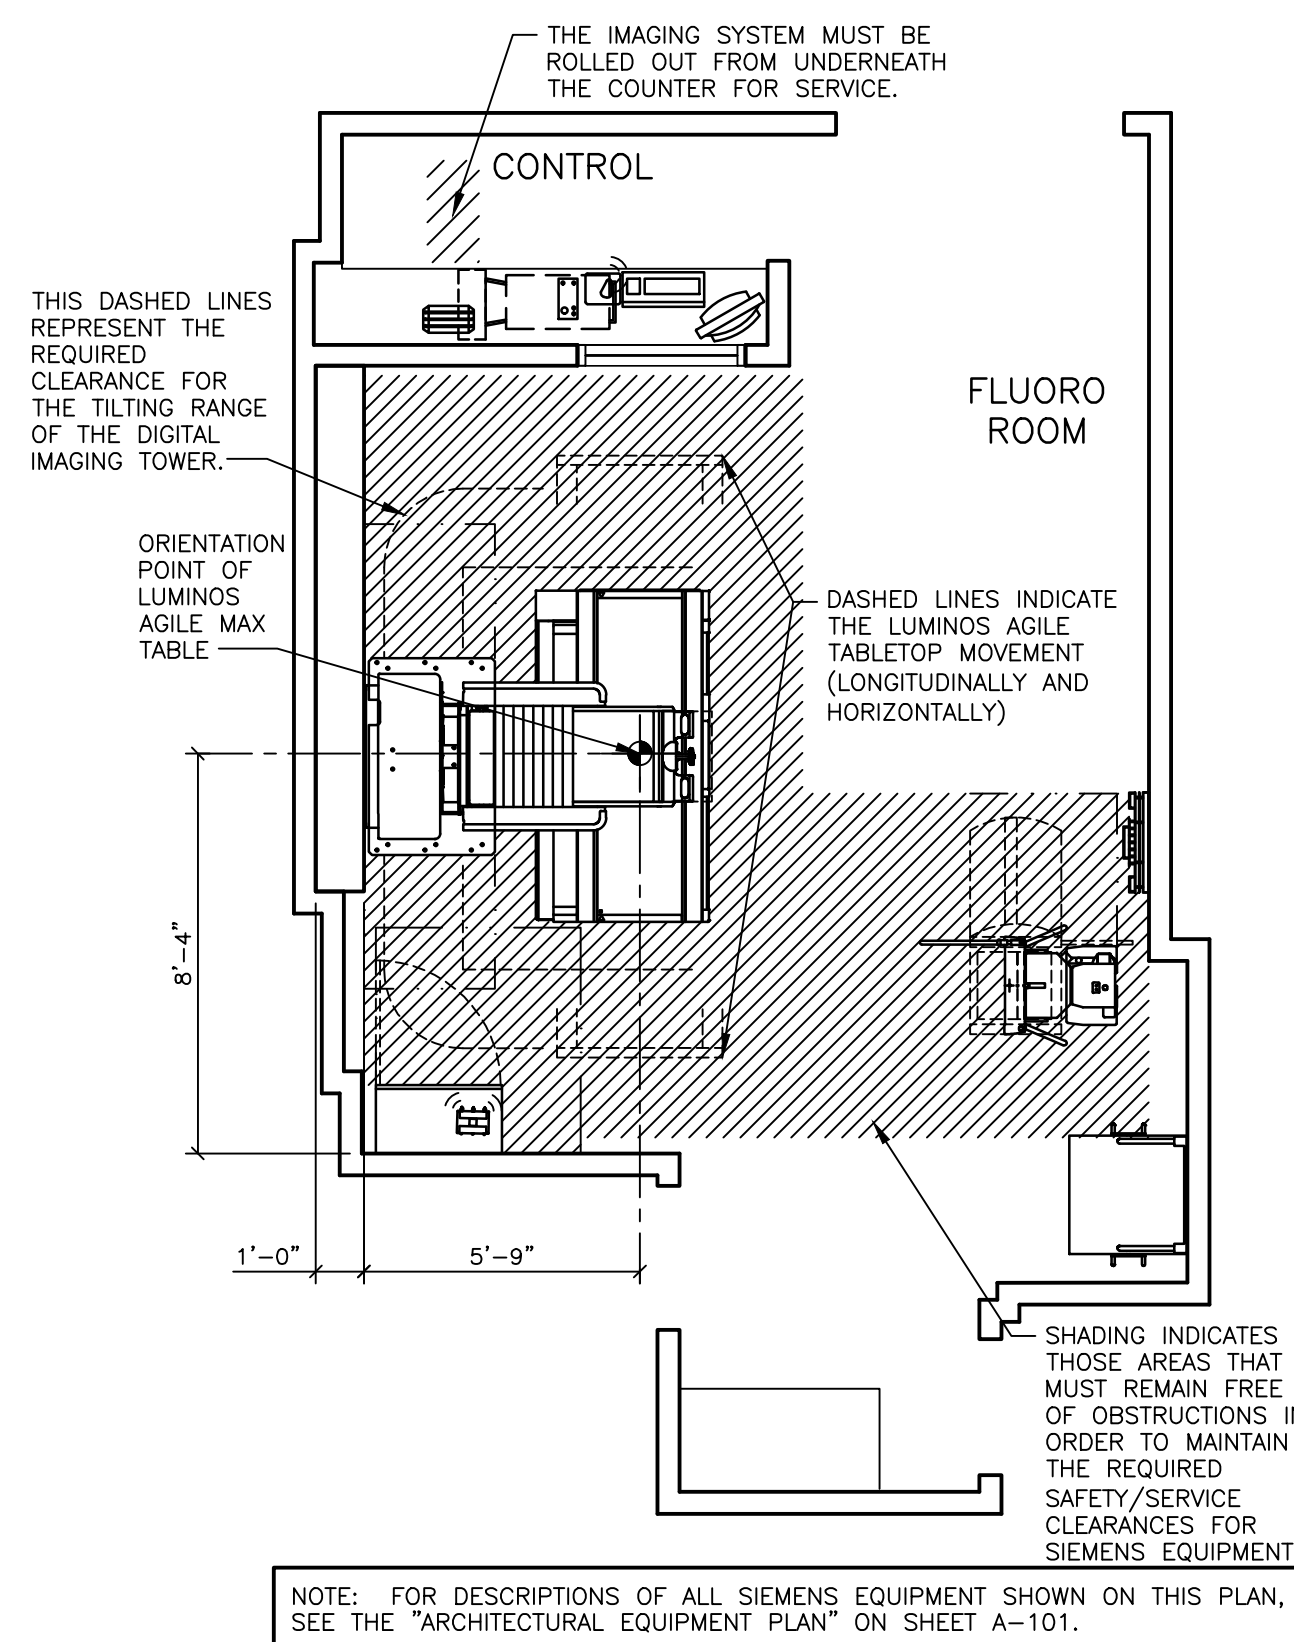 THE IMAGING SYSTEM MUST BE
ROLLED OUT FROM UNDERNEATH
THE COUNTER FOR SERVICE.
CONTROL
THIS DASHED LINES
REPRESENT THE
REQUIRED
CLEARANCE FOR
THE TILTING RANGE
OF THE DIGITAL
IMAGING TOWER.
FLUORO
ROOM
ORIENTATION
POINT OF
LUMINOS
AGILE MAX
TABLE
DASHED LINES INDICATE
THE LUMINOS AGILE
TABLETOP MOVEMENT
(LONGITUDINALLY AND
HORIZONTALLY)
8'-4"
1'-0"
5'-9"
SHADING INDICATES
THOSE AREAS THAT
MUST REMAIN FREE
OF OBSTRUCTIONS
ORDER TO MAINTAIN
THE REQUIRED
SAFETY/SERVICE
CLEARANCES FOR
SIEMENS EQUIPMENT
NOTE: FOR DESCRIPTIONS OF ALL SIEMENS EQUIPMENT SHOWN ON THIS PLAN,
SEE THE "ARCHITECTURAL EQUIPMENT PLAN" ON SHEET A-101.